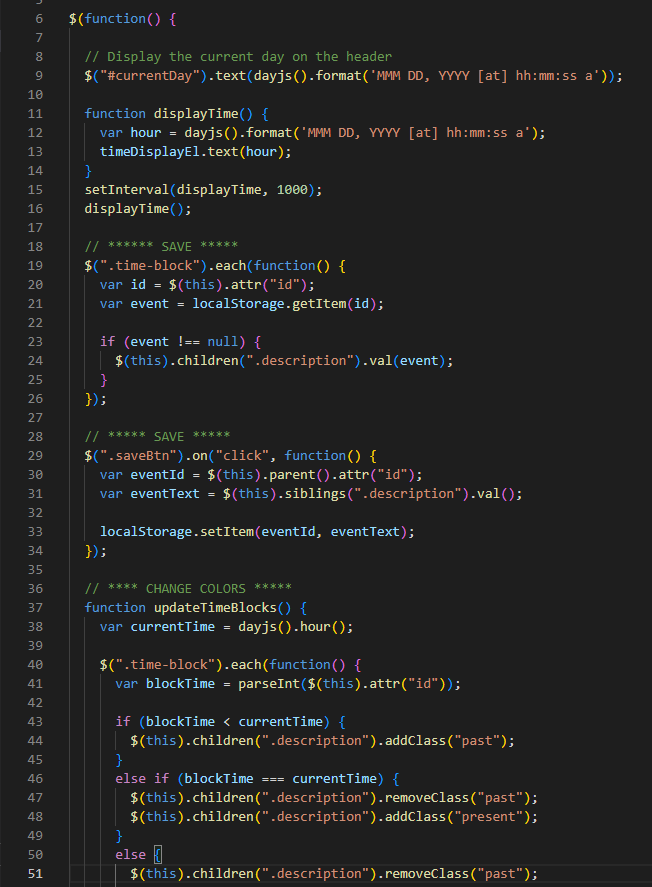 5
6 $(function() {
7
8 // Display the current day on the header
9 $("#currentDay").text(dayjs().format('MMM DD, YYYY [at] hh:mm:ss a'));
10
11 function displayTime() {
12 var hour = dayjs().format('MMM DD, YYYY [at] hh:mm:ss a');
13 timeDisplayEl.text(hour);
14 }
15 setInterval(displayTime, 1000);
16 displayTime();
17
18 // ****** SAVE *****
19 $(".time-block").each(function() {
20 var id = $(this).attr("id");
21 var event = localStorage.getItem(id);
22
23 if (event !== null) {
24 $(this).children(".description").val(event);
25 }
26 });
27
28 // ***** SAVE *****
29 $(".saveBtn").on("click", function() {
30 var eventId = $(this).parent().attr("id");
31 var eventText = $(this).siblings(".description").val();
32
33 localStorage.setItem(eventId, eventText);
34 });
35
36 // **** CHANGE COLORS *****
37 function updateTimeBlocks() {
38 var currentTime = dayjs().hour();
39
40 $(".time-block").each(function() {
41 var blockTime = parseInt($(this).attr("id"));
42
43 if (blockTime < currentTime) {
44 $(this).children(".description").addClass("past");
45 }
46 else if (blockTime === currentTime) {
47 $(this).children(".description").removeClass("past");
48 $(this).children(".description").addClass("present");
49 }
50 else {
51 $(this).children(".description").removeClass("past");